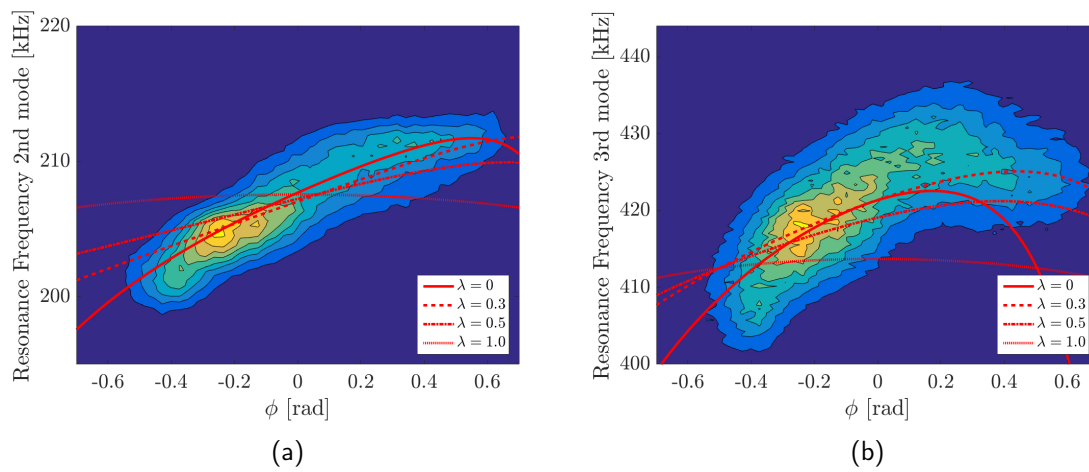 220
210
200
Resonance Frequency 2nd mode [kHz]
-0.6 -0.4 -0.2 0 0.2 0.4 0.6
ϕ [rad]
λ = 0
λ = 0.3
λ = 0.5
λ = 1.0
(a)
440
430
420
410
400
Resonance Frequency 3rd mode [kHz]
-0.6 -0.4 -0.2 0 0.2 0.4 0.6
ϕ [rad]
λ = 0
λ = 0.3
λ = 0.5
λ = 1.0
(b)